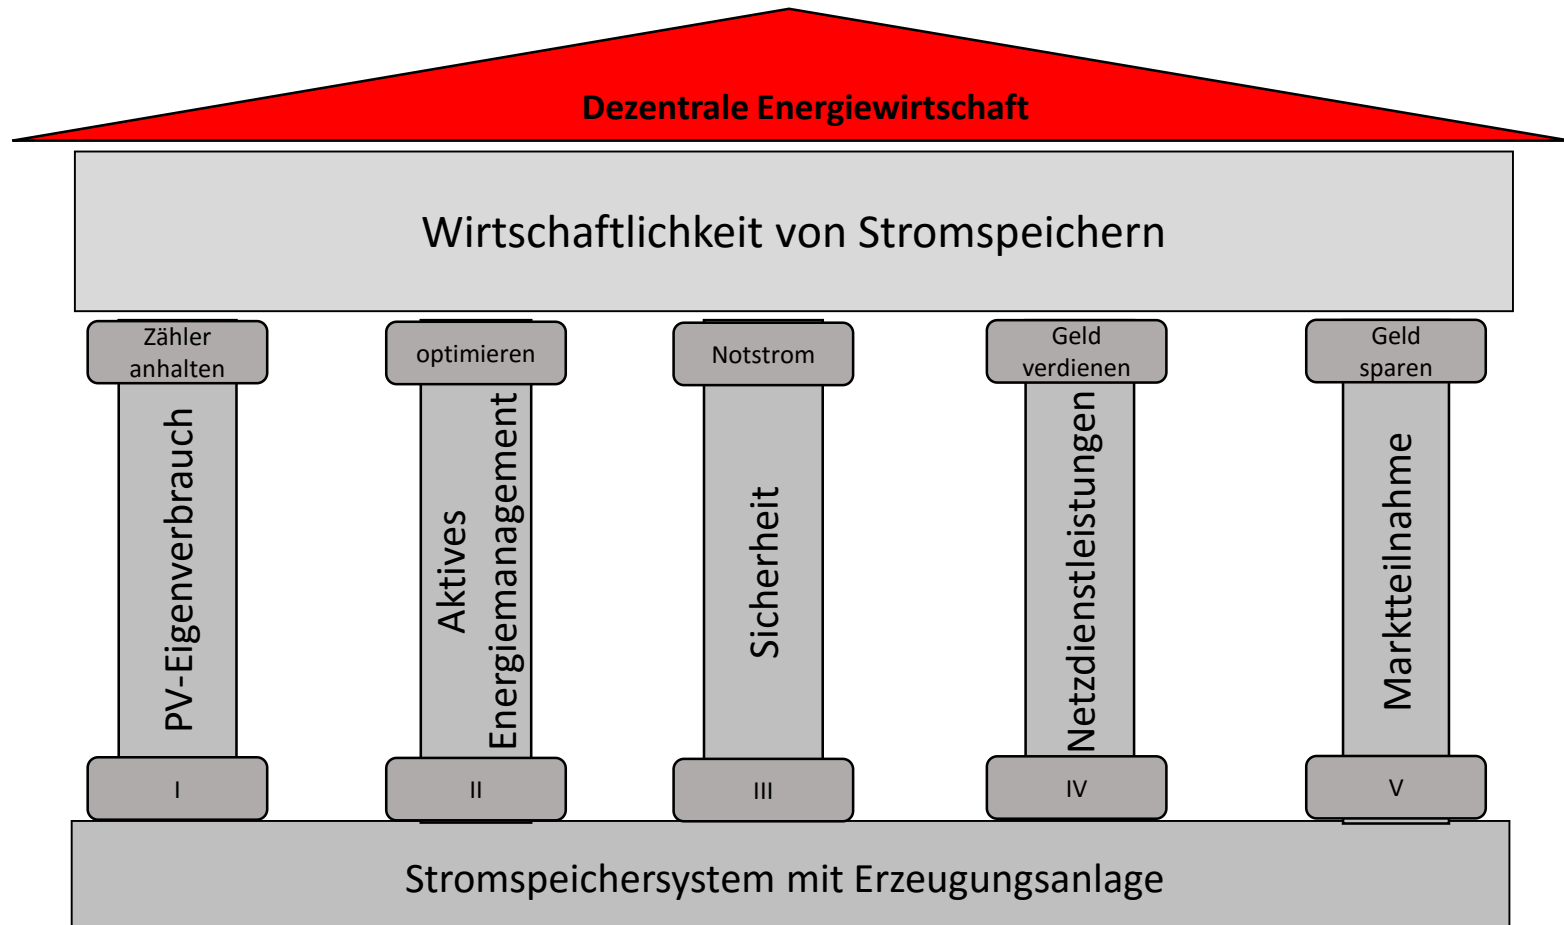 Dezentrale Energiewirtschaft
Wirtschaftlichkeit von Stromspeichern
Zähler
anhalten
optimieren
Notstrom
Geld
verdienen
Geld
sparen
PV-Eigenverbrauch
Aktives
Energiemanagement
Sicherheit
Netzdienstleistungen
Marktteilnahme
I
II
III
IV
V
Stromspeichersystem mit Erzeugungsanlage